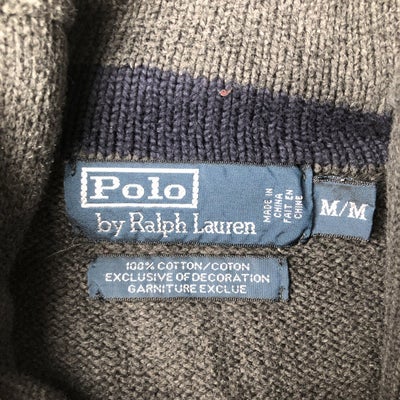 Polo
by Ralph Lauren
MADE IN
CHINA
FAIT EN
CHINE
M/M
100% COTTON/COTON
EXCLUSIVE OF DECORATION
GARNITURE EXCLUE